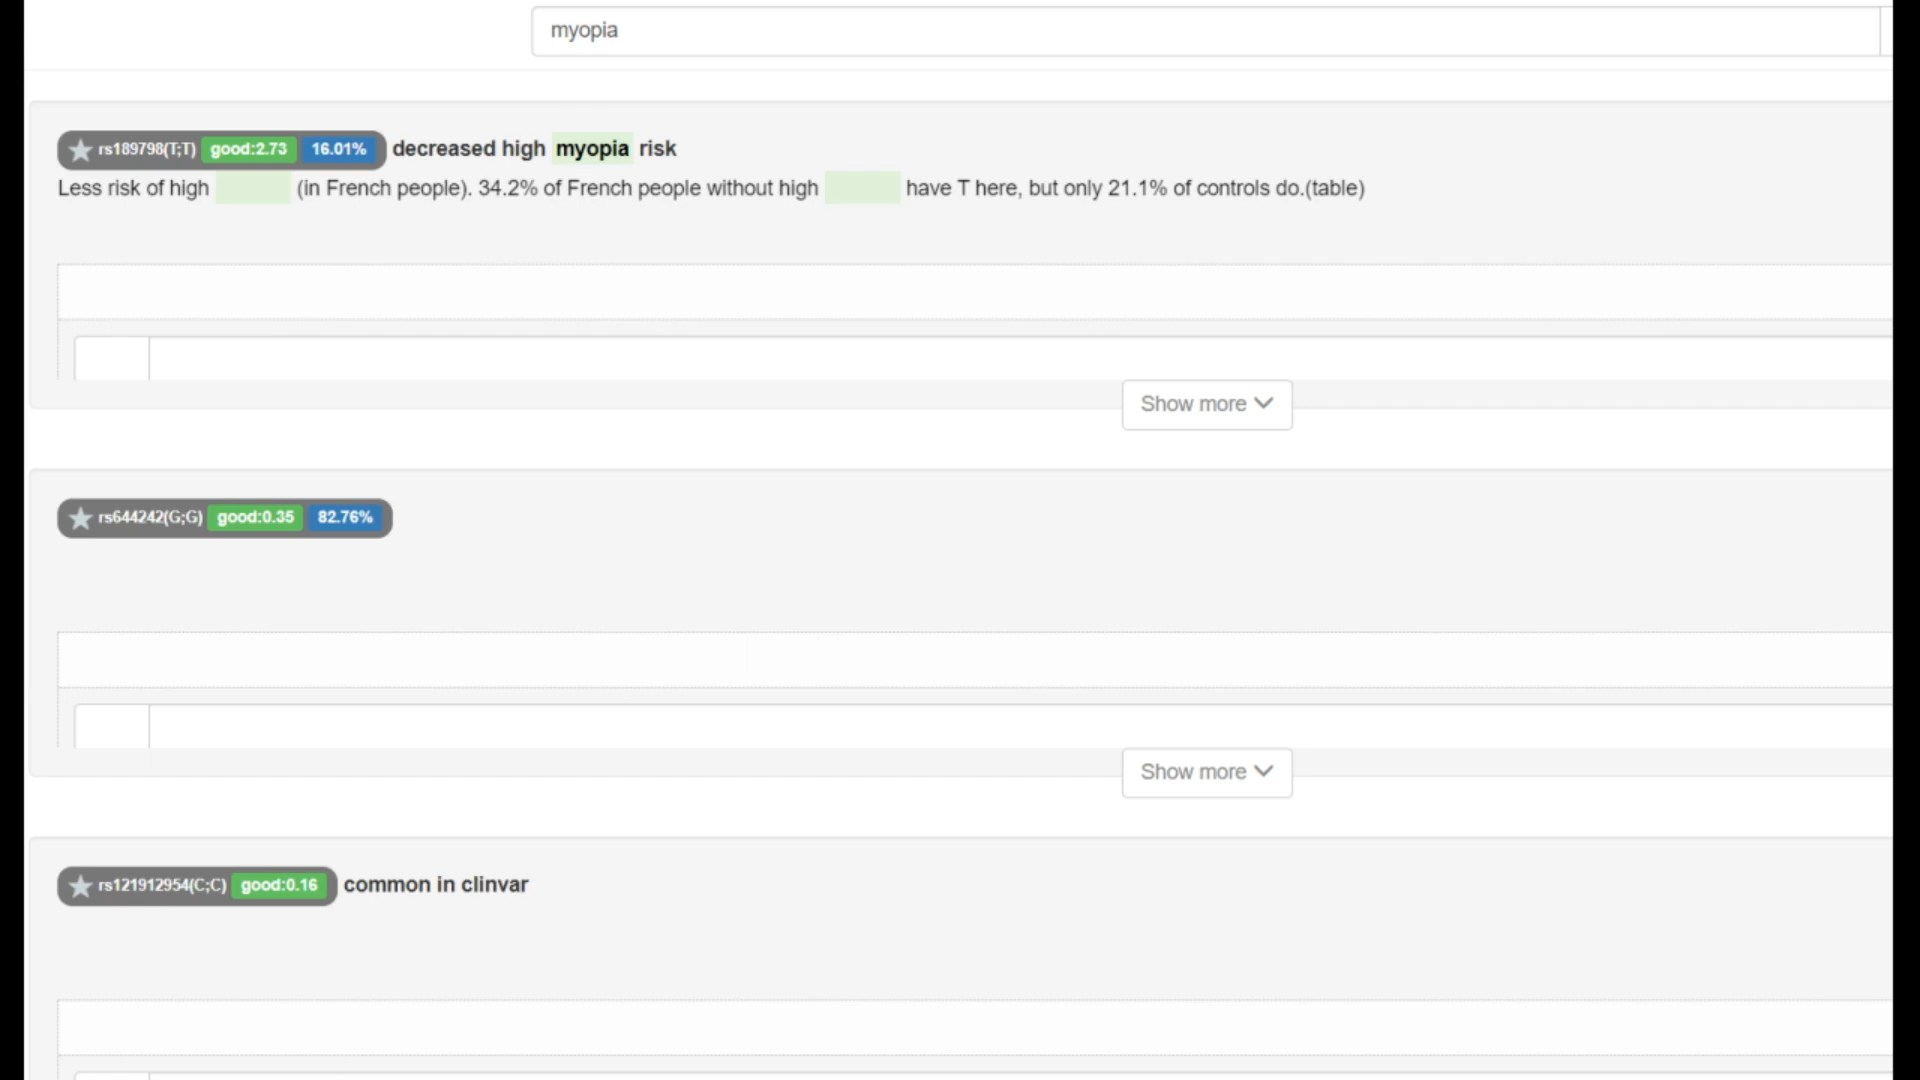 myopia
rs189798(T;T) good:2.73 16.01% decreased high myopia risk
Less risk of high (in French people). 34.2% of French people without high have T here, but only 21.1% of controls do.(table)
Show more
rs644242(G;G) good:0.35 82.76%
Show more
rs121912954(C;C) good:0.16 common in clinvar